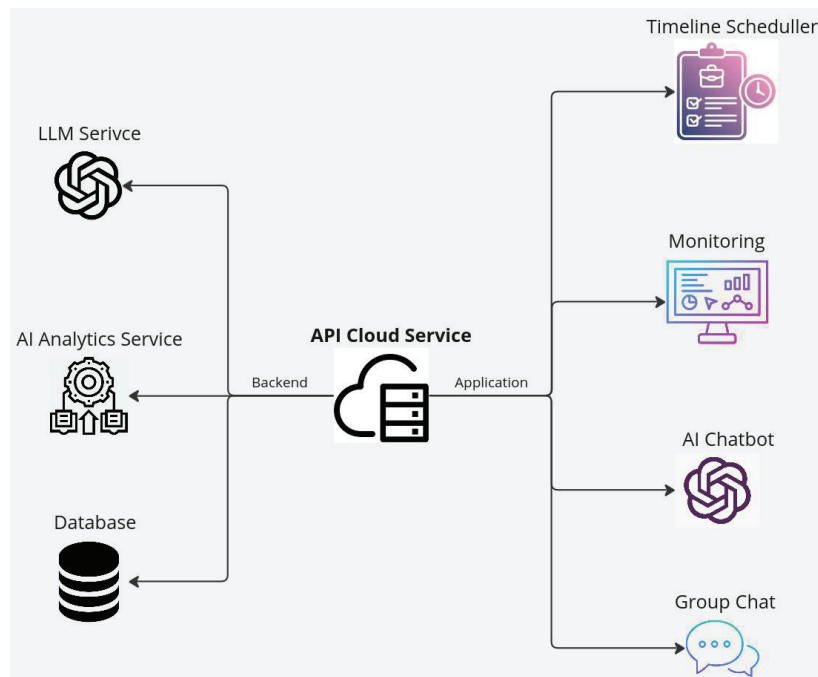 Timeline Scheduller
LLM Serivce
Monitoring
AI Analytics Service
API Cloud Service
Backend
Application
AI Chatbot
Database
Group Chat